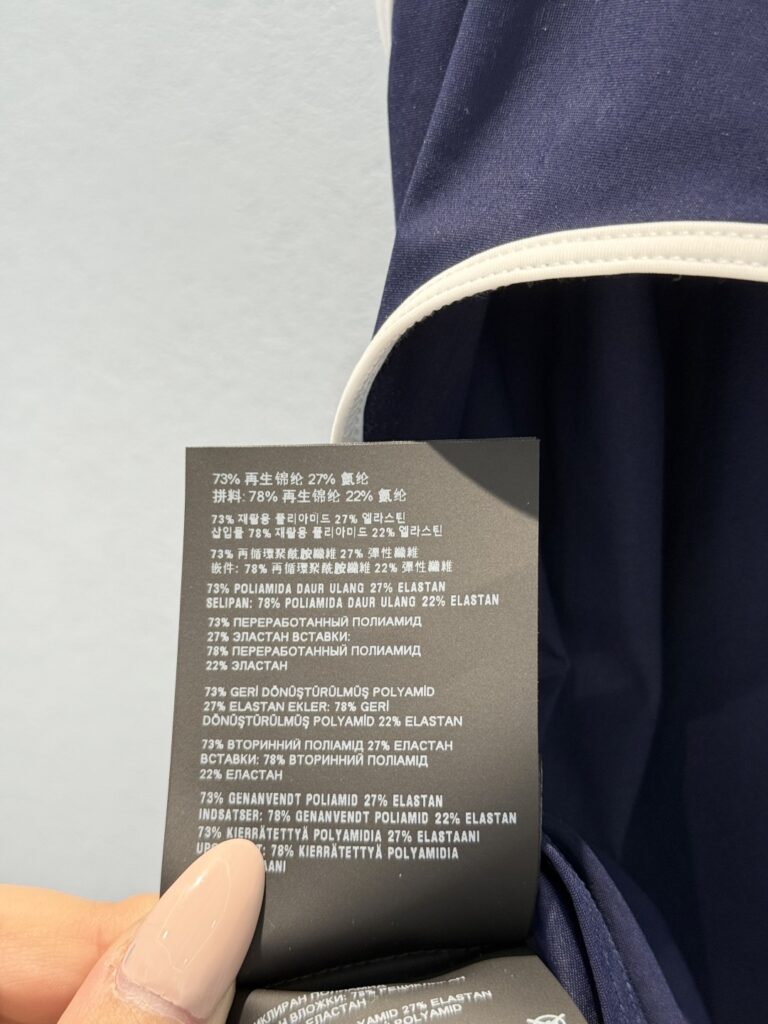 73% 再生锦纶 27% 氨纶
拼料: 78% 再生锦纶 22% 氨纶
73% 재활용 폴리아미드 27% 엘라스틴
삽입물 78% 재활용 폴리아미드 22% 엘라스틴
73% 再循環聚酰胺纖維 27% 彈性纖維
嵌件: 78% 再循環聚酰胺纖維 22% 彈性纖維
73% POLIAMIDA DAUR ULANG 27% ELASTAN
SELIPAN: 78% POLIAMIDA DAUR ULANG 22% ELASTAN
73% ПЕРЕРАБОТАННЫЙ ПОЛИАМИД
27% ЭЛАСТАН ВСТАВКИ:
78% ПЕРЕРАБОТАННЫЙ ПОЛИАМИД
22% ЭЛАСТАН
73% GERİ DÖNÜŞTÜRÜLMÜŞ POLYAMİD
27% ELASTAN EKLER: 78% GERİ
DÖNÜŞTÜRÜLMÜŞ POLYAMİD 22% ELASTAN
73% ВТОРИННИЙ ПОЛІАМІД 27% ЕЛАСТАН
ВСТАВКИ: 78% ВТОРИННИЙ ПОЛІАМІД
22% ЕЛАСТАН
73% GENANVENDT POLIAMID 27% ELASTAN
INDSATSER: 78% GENANVENDT POLIAMID 22% ELASTAN
73% KIERRÄTETTYÄ POLYAMIDIA 27% ELASTAANI
78% KIERRÄTETTYÄ POLYAMIDIA
27% ELASTAN
22% ELASTAN